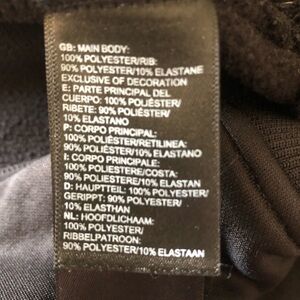 GB: MAIN BODY:
100% POLYESTER/RIB:
90% POLYESTER/10% ELASTANE
EXCLUSIVE OF DECORATION
E: PARTE PRINCIPAL DEL
CUERPO: 100% POLIÉSTER/
RIBETE: 90% POLIÉSTER/
10% ELASTANO
P: CORPO PRINCIPAL:
100% POLIÉSTER/RETILINEA:
90% POLIÉSTER/10% ELASTANO
I: CORPO PRINCIPALE:
100% POLIESTERE/COSTA:
90% POLIESTERE/10% ELASTAN
D: HAUPTTEIL: 100% POLYESTER/
GERIPPT: 90% POLYESTER/
10% ELASTHAN
NL: HOOFDLICHAAM:
100% POLYESTER/
RIBBELPATROON:
90% POLYESTER/10% ELASTAAN